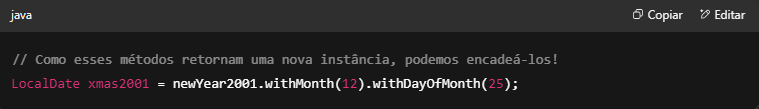 java
Copiar
Editar
// Como esses métodos retornam uma nova instância, podemos encadeá-los!
LocalDate xmas2001 = newYear2001.withMonth(12).withDayOfMonth(25);